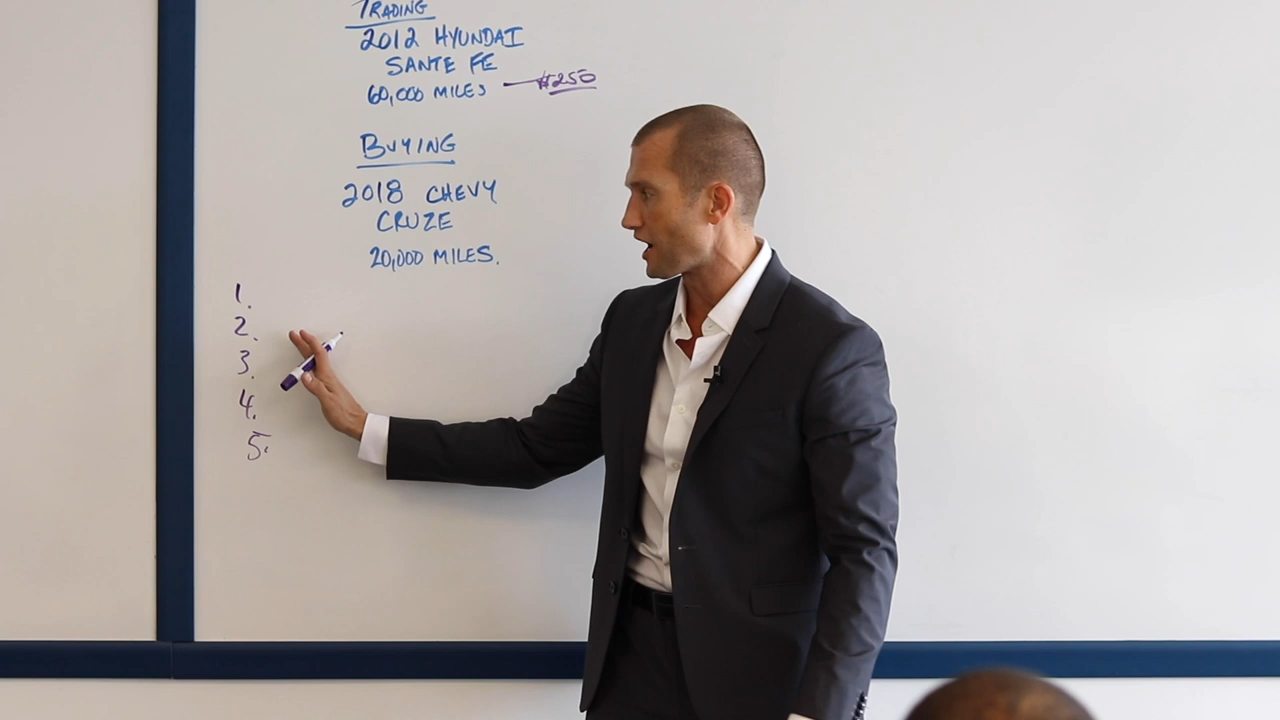 TRADING
2012 HYUNDAI
SANTE FE
60,000 MILES — $250
BUYING
2018 CHEVY
CRUZE
20,000 MILES.
1.
2.
3.
4.
5.